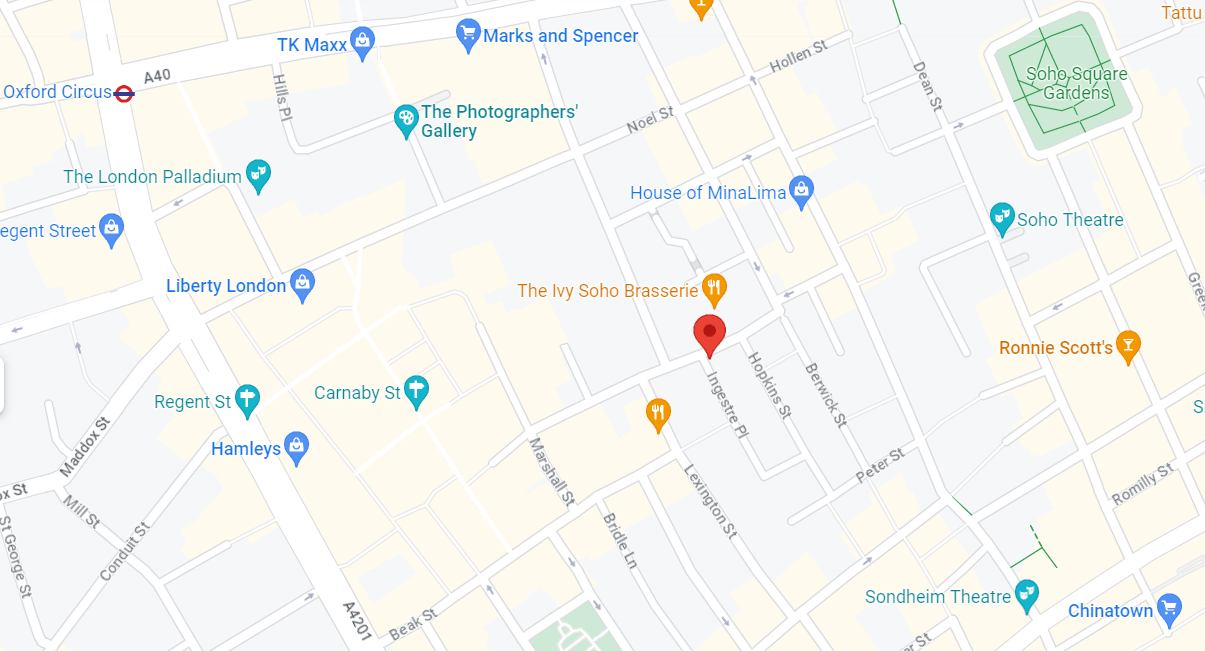 Tattu
TK Maxx
Marks and Spencer
Hollen St
A40
Oxford Circus
Hills Pl
Dean St
Soho Square
Gardens
The Photographers'
Gallery
Noel St
The London Palladium
House of MinaLima
Soho Theatre
egent Street
Liberty London
The Ivy Soho Brasserie
Gree
Ronnie Scott's
Hopkins St
Berwick St
Ingestre Pl
Carnaby St
Regent St
S
Maddox St
Hamleys
Marshall St
Peter St
Lexington St
Romilly St
ox St
Mill St
St George St
Conduit St
Bridle Ln
Sondheim Theatre
Chinatown
A4201
Beak St
St